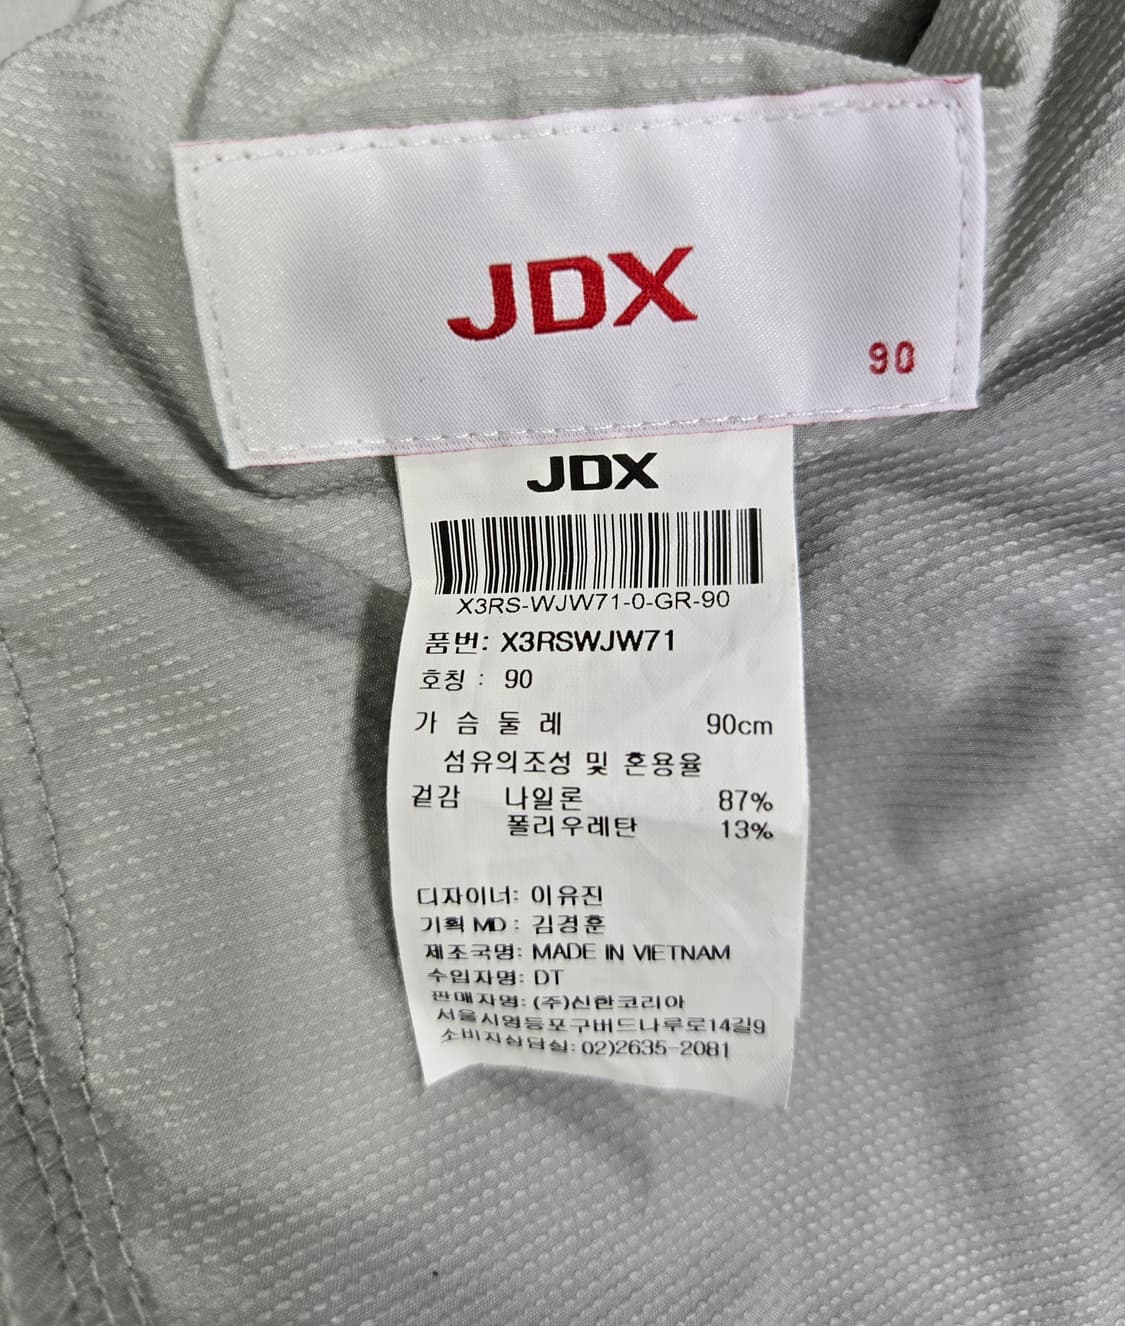 JDX
90
JDX
X3RS-WJW71-0-GR-90
품번: X3RSWJW71
호칭 : 90
가 슴 둘 레 90cm
섬유의조성 및 혼용율
겉감 나일론 87%
폴리우레탄 13%
디자이너: 이유진
기획 MD : 김경훈
제조국명: MADE IN VIETNAM
수입자명: DT
판매자명: (주)신한코리아
서울시영등포구버드나루로14길9
소비자상담실: 02)2635-2081